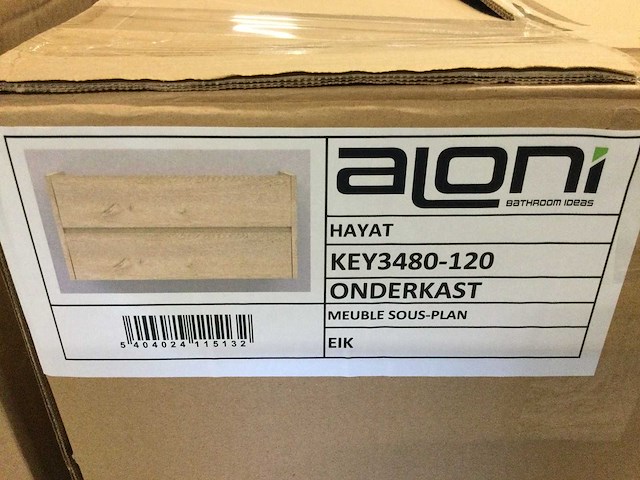 aLoni
BATHROOM IDEAS
HAYAT
KEY3480-120
ONDERKAST
MEUBLE SOUS-PLAN
EIK
5 404024 115132